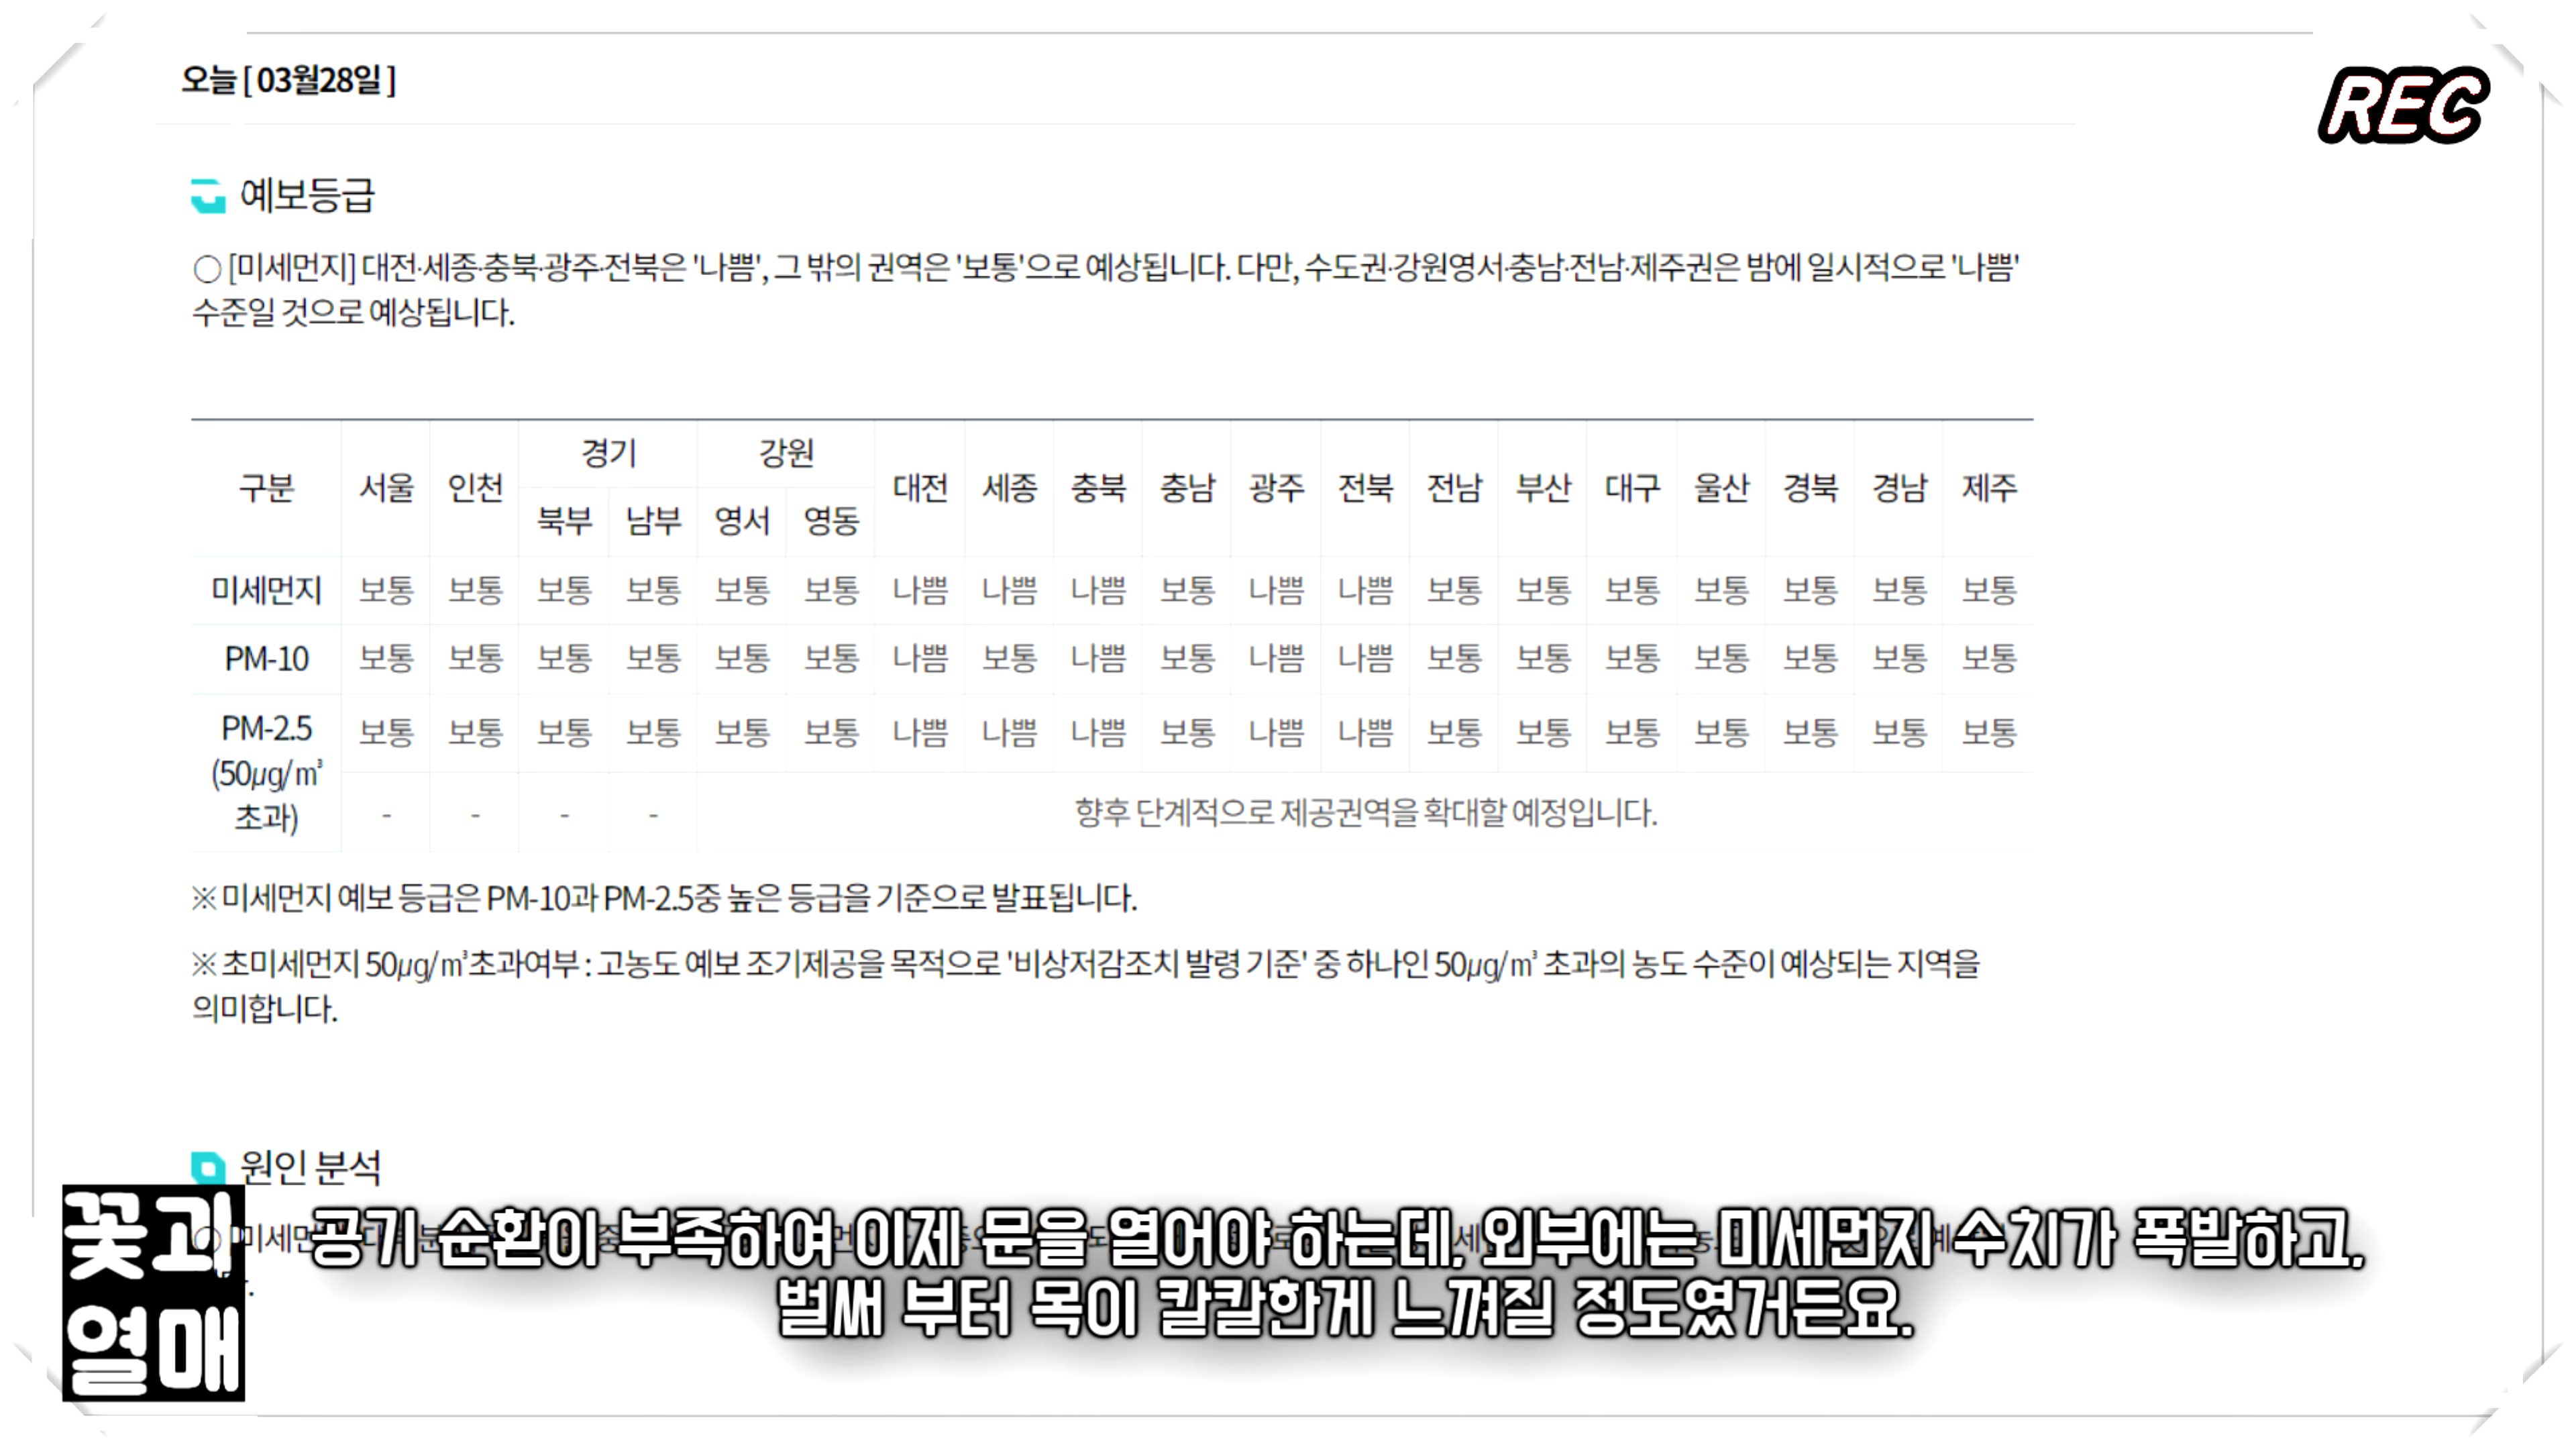 오늘 [ 03월28일 ]
REC
예보등급
○ [미세먼지] 대전·세종·충북·광주·전북은 '나쁨', 그 밖의 권역은 '보통'으로 예상됩니다. 다만, 수도권·강원영서·충남·전남·제주권은 밤에 일시적으로 '나쁨'
수준일 것으로 예상됩니다.
구분 서울 인천 경기 강원 대전 세종 충북 충남 광주 전북 전남 부산 대구 울산 경북 경남 제주
북부 남부 영서 영동
미세먼지 보통 보통 보통 보통 보통 보통 나쁨 나쁨 나쁨 보통 나쁨 나쁨 보통 보통 보통 보통 보통 보통 보통
PM-10 보통 보통 보통 보통 보통 보통 나쁨 보통 나쁨 보통 나쁨 나쁨 보통 보통 보통 보통 보통 보통 보통
PM-2.5 보통 보통 보통 보통 보통 보통 나쁨 나쁨 나쁨 보통 나쁨 나쁨 보통 보통 보통 보통 보통 보통 보통
(50㎍/㎥
초과) - - - - 향후 단계적으로 제공권역을 확대할 예정입니다.
※ 미세먼지 예보 등급은 PM-10과 PM-2.5중 높은 등급을 기준으로 발표됩니다.
※ 초미세먼지 50㎍/㎥초과여부 : 고농도 예보 조기제공을 목적으로 '비상저감조치 발령 기준' 중 하나인 50㎍/㎥ 초과의 농도 수준이 예상되는 지역을
의미합니다.
원인 분석
공기 순환이 부족하여 이제 문을 열어야 하는데, 외부에는 미세먼지 수치가 폭발하고,
벌써 부터 목이 칼칼한게 느껴질 정도였거든요.
꽃과
열매